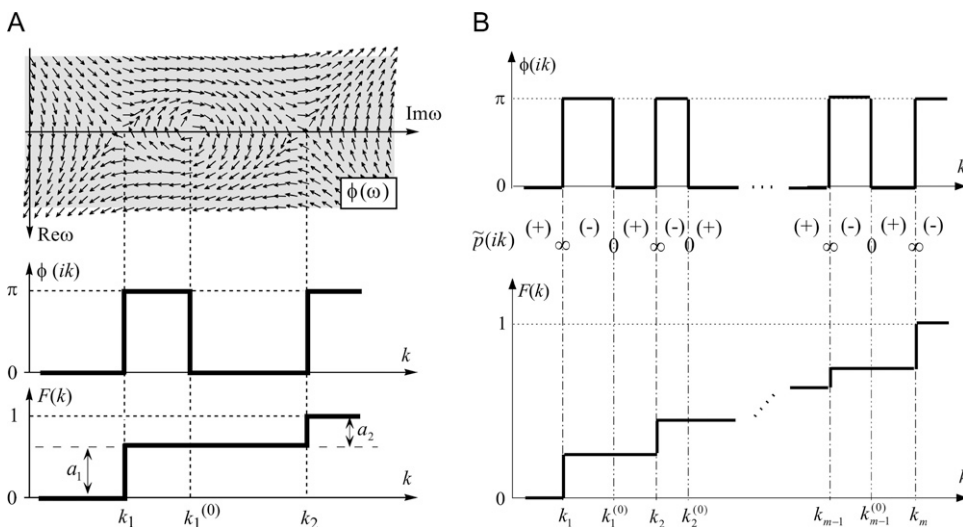 A
Imω
ϕ(ω)
Reω
ϕ (ik)
π
0
k
F(k)
1
a₂
a₁
0
k
k₁ k₁⁽⁰⁾ k₂
B
ϕ(ik)
π
0
k
(+) (-) (+) (-) (+) (+) (-) (+) (-)
p̃(ik) ∞ 0 ∞ 0 ∞ 0 ∞
F(k)
1
0
k₁ k₁⁽⁰⁾ k₂ k₂⁽⁰⁾ kₘ₋₁ kₘ₋₁⁽⁰⁾ kₘ